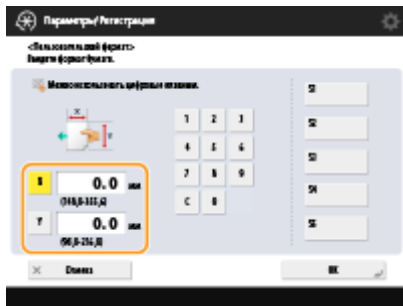 Параметры/Регистрация
<Пользовательский формат>
Введите формат бумаги.
Можно использовать цифровые клавиши.
X
Y
1 2 3
4 5 6
7 8 9
C 0
X
0.0 мм
Y
0.0 мм
S1
S2
S3
S4
S5
× Отмена
OK